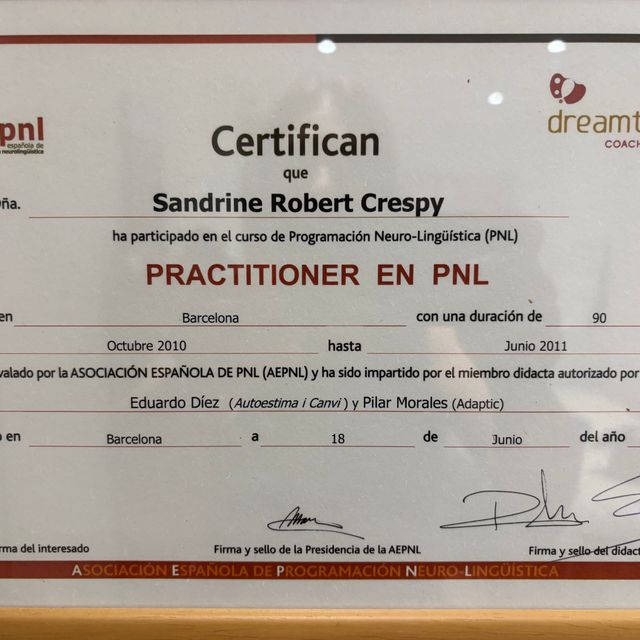 pnl
española de
neurolingüística
dreamt
COACH
Certifican
que
ña. Sandrine Robert Crespy
ha participado en el curso de Programación Neuro-Lingüística (PNL)
PRACTITIONER EN PNL
en Barcelona con una duración de 90
Octubre 2010 hasta Junio 2011
valado por la ASOCIACIÓN ESPAÑOLA DE PNL (AEPNL) y ha sido impartido por el miembro didacta autorizado por
Eduardo Díez (Autoestima i Canvi) y Pilar Morales (Adaptic)
o en Barcelona a 18 de Junio del año
rma del interesado Firma y sello de la Presidencia de la AEPNL Firma y sello del didact
ASOCIACIÓN ESPAÑOLA DE PROGRAMACIÓN NEURO-LINGÜÍSTICA